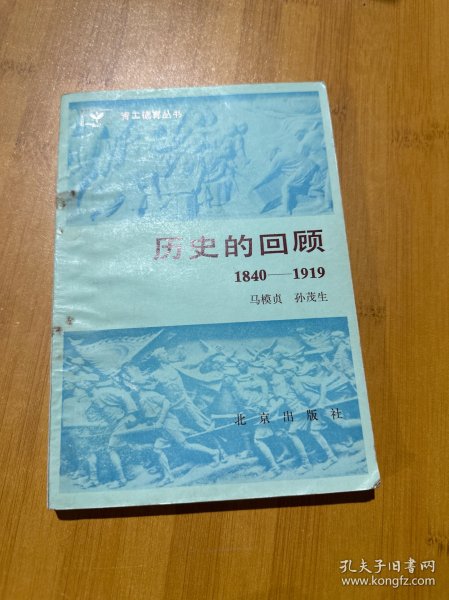 青工德育丛书
历史的回顾
1840——1919
马模贞 孙茂生
北京出版社
孔夫子旧书网
www.kongfz.com